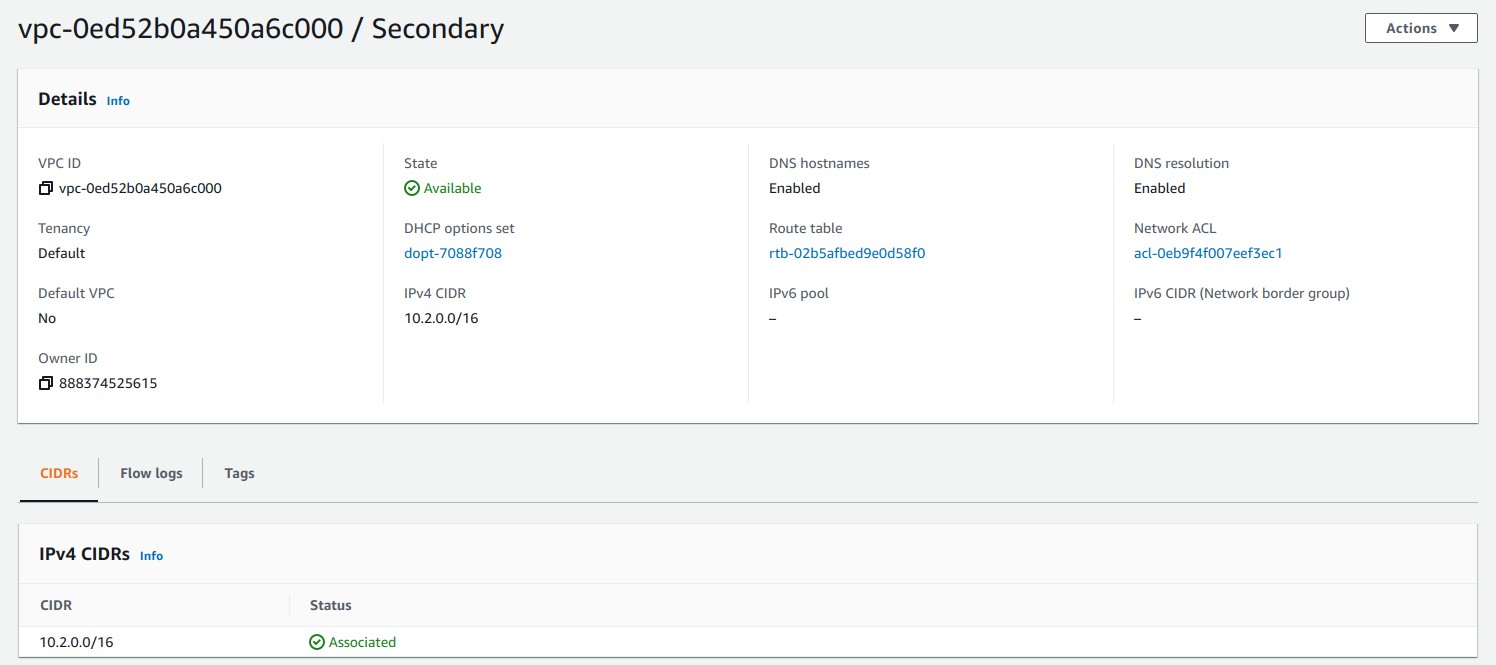 vpc-0ed52b0a450a6c000 / Secondary
Actions
Details Info
VPC ID
vpc-0ed52b0a450a6c000
State
Available
DNS hostnames
Enabled
DNS resolution
Enabled
Tenancy
Default
DHCP options set
dopt-7088f708
Route table
rtb-02b5afbed9e0d58f0
Network ACL
acl-0eb9f4f007eef3ec1
Default VPC
No
IPv4 CIDR
10.2.0.0/16
IPv6 pool
–
IPv6 CIDR (Network border group)
–
Owner ID
888374525615
CIDRs
Flow logs
Tags
IPv4 CIDRs Info
CIDR
Status
10.2.0.0/16
Associated